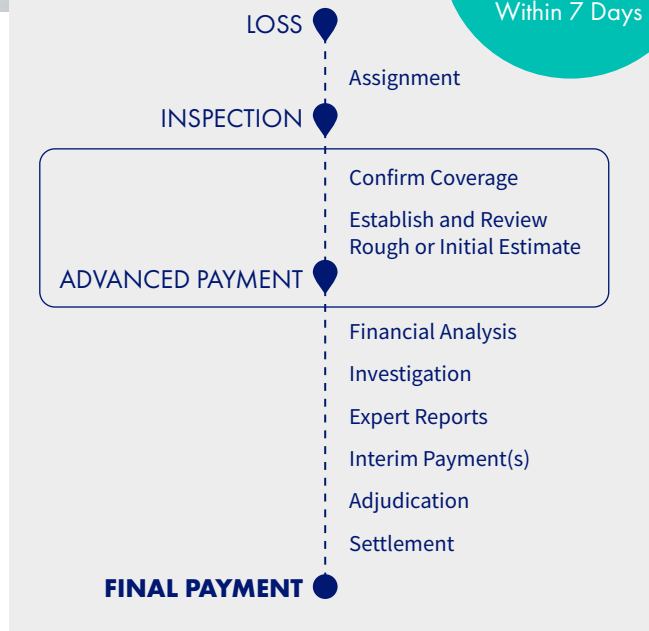 Within 7 Days
LOSS
Assignment
INSPECTION
Confirm Coverage
Establish and Review
Rough or Initial Estimate
ADVANCED PAYMENT
Financial Analysis
Investigation
Expert Reports
Interim Payment(s)
Adjudication
Settlement
FINAL PAYMENT